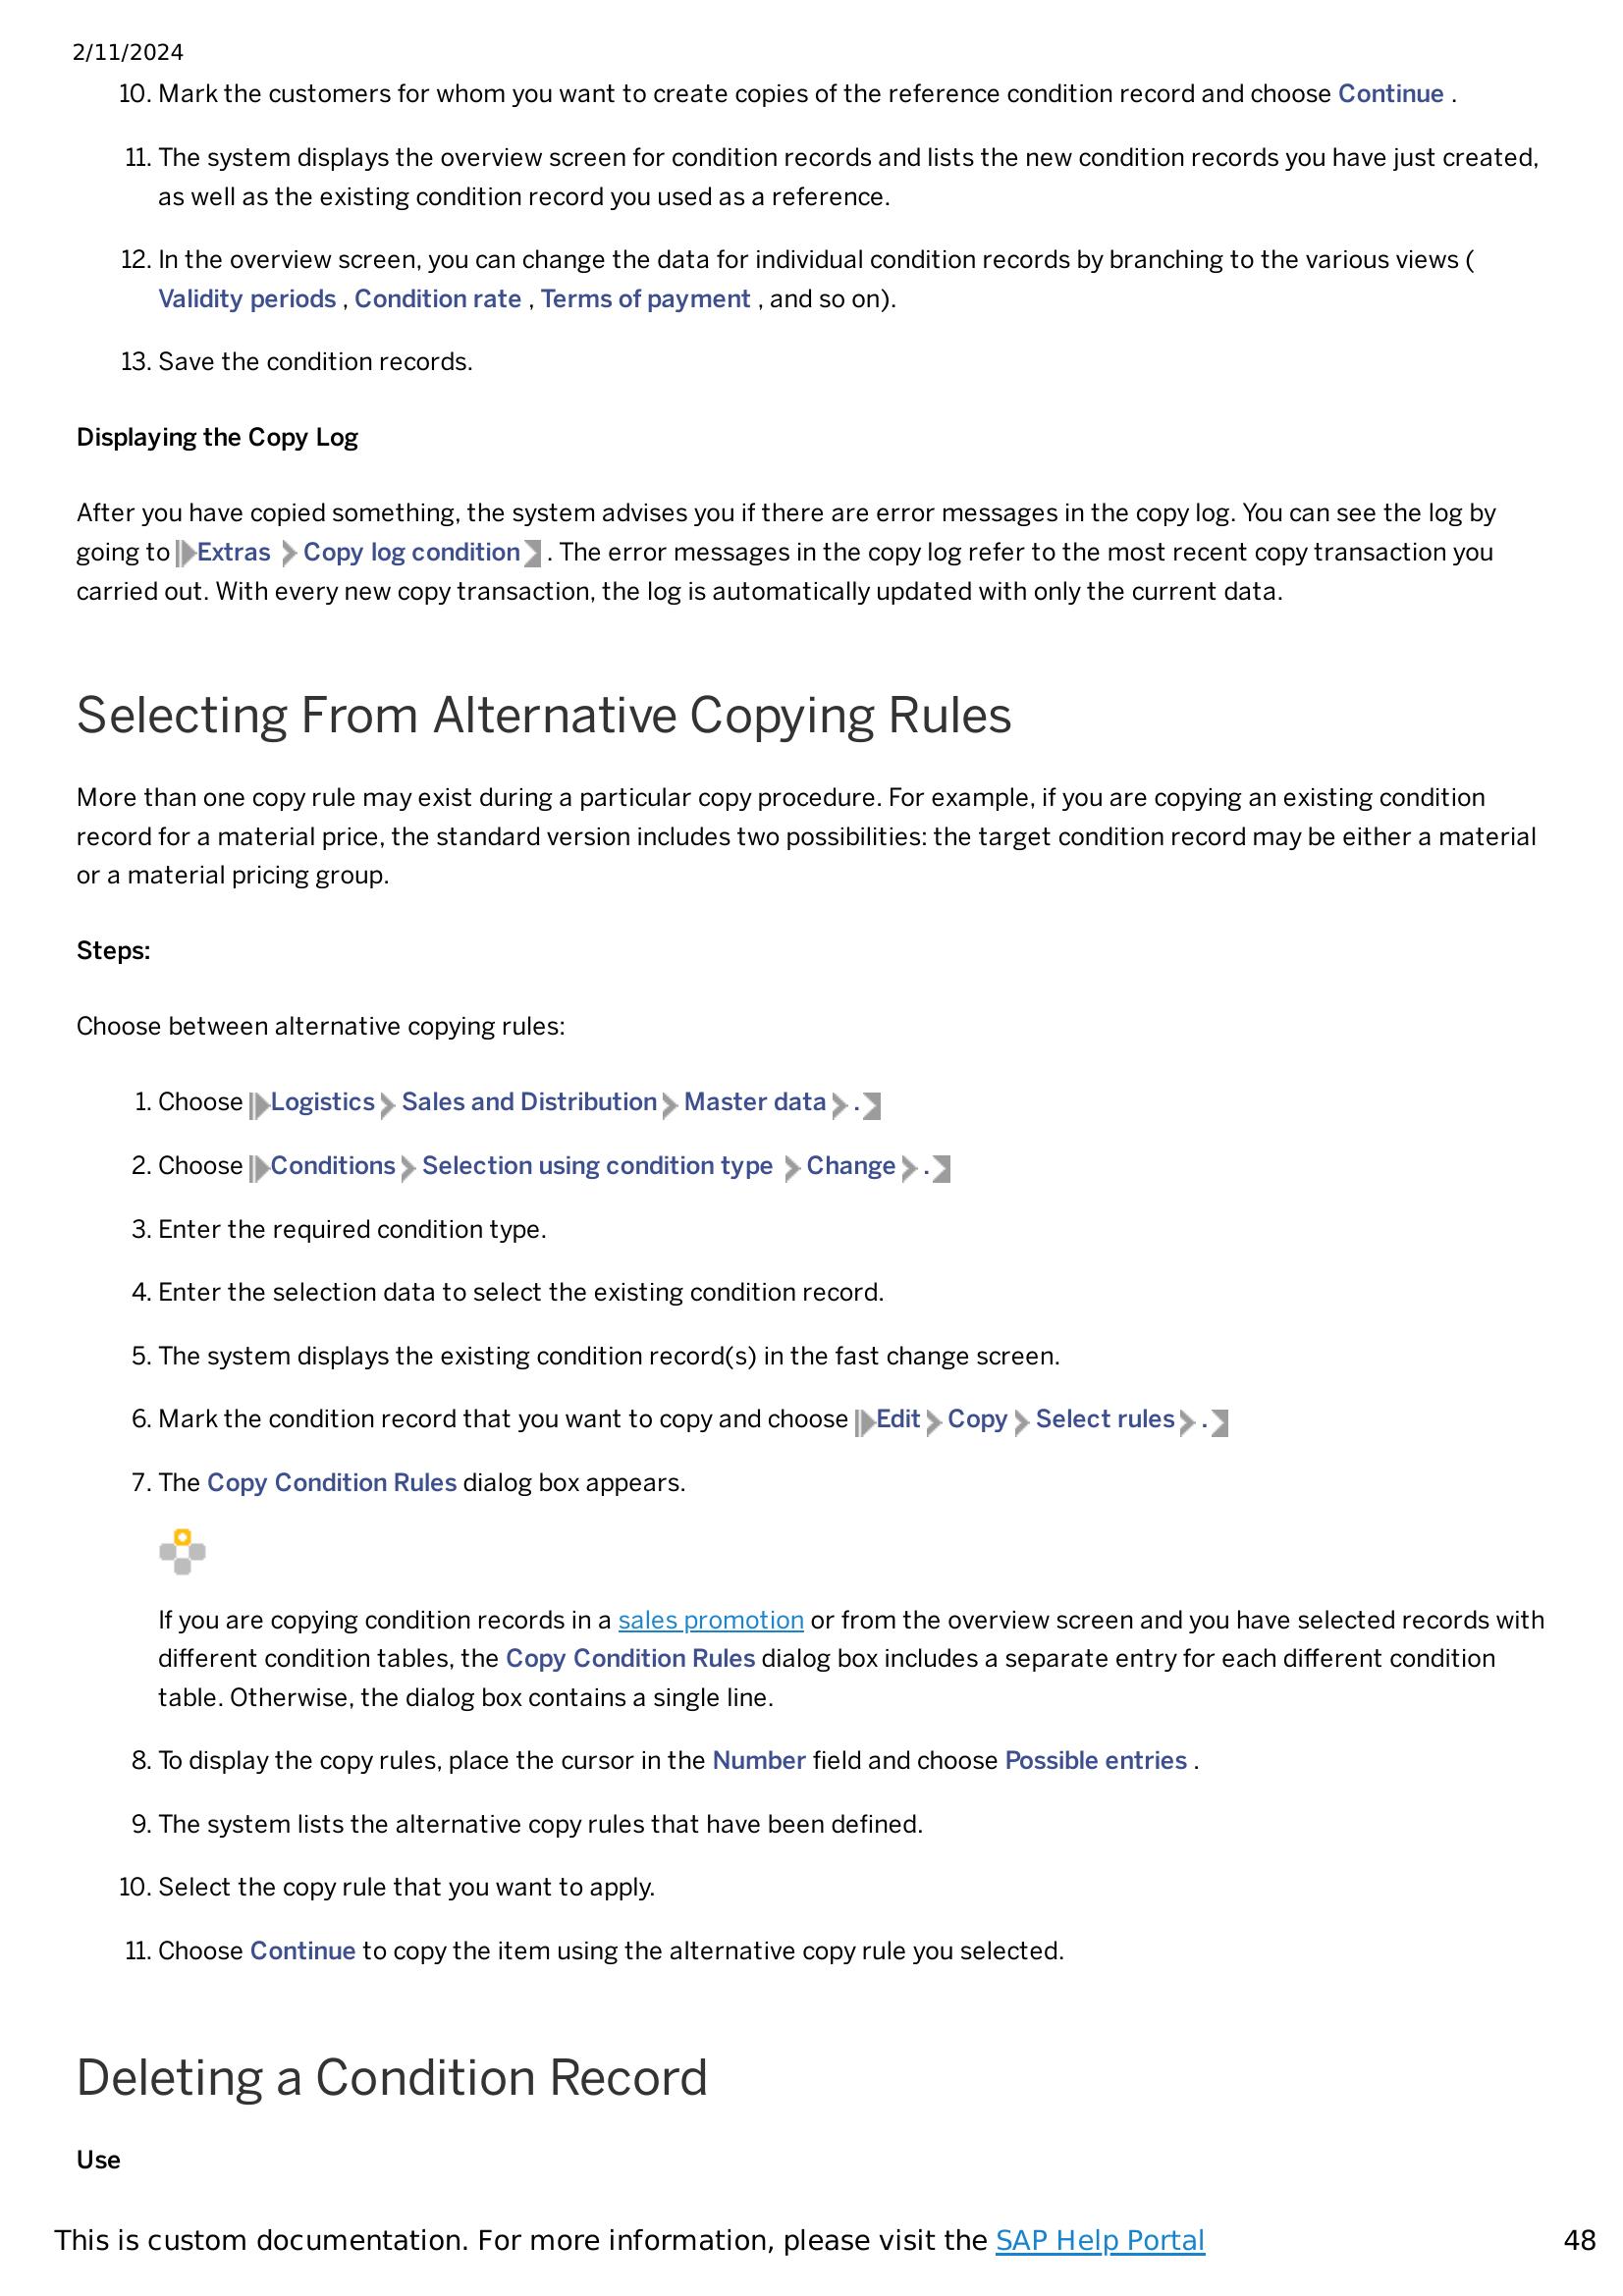 2/11/2024
10. Mark the customers for whom you want to create copies of the reference condition record and choose Continue .
11. The system displays the overview screen for condition records and lists the new condition records you have just created,
as well as the existing condition record you used as a reference.
12. In the overview screen, you can change the data for individual condition records by branching to the various views (
Validity periods , Condition rate , Terms of payment , and so on).
13. Save the condition records.
Displaying the Copy Log
After you have copied something, the system advises you if there are error messages in the copy log. You can see the log by
going to Extras Copy log condition . The error messages in the copy log refer to the most recent copy transaction you
carried out. With every new copy transaction, the log is automatically updated with only the current data.
Selecting From Alternative Copying Rules
More than one copy rule may exist during a particular copy procedure. For example, if you are copying an existing condition
record for a material price, the standard version includes two possibilities: the target condition record may be either a material
or a material pricing group.
Steps:
Choose between alternative copying rules:
1. Choose Logistics Sales and Distribution Master data .
2. Choose Conditions Selection using condition type Change .
3. Enter the required condition type.
4. Enter the selection data to select the existing condition record.
5. The system displays the existing condition record(s) in the fast change screen.
6. Mark the condition record that you want to copy and choose Edit Copy Select rules .
7. The Copy Condition Rules dialog box appears.
If you are copying condition records in a sales promotion or from the overview screen and you have selected records with
different condition tables, the Copy Condition Rules dialog box includes a separate entry for each different condition
table. Otherwise, the dialog box contains a single line.
8. To display the copy rules, place the cursor in the Number field and choose Possible entries .
9. The system lists the alternative copy rules that have been defined.
10. Select the copy rule that you want to apply.
11. Choose Continue to copy the item using the alternative copy rule you selected.
Deleting a Condition Record
Use
This is custom documentation. For more information, please visit the SAP Help Portal 48